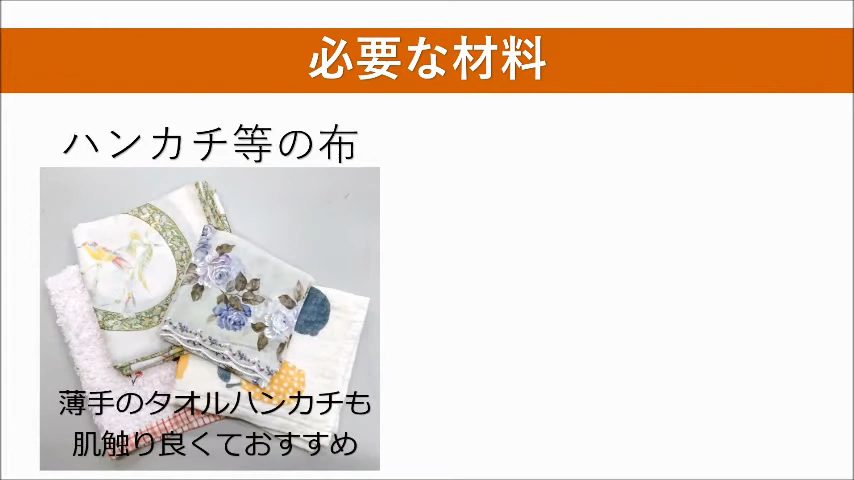 必要な材料
ハンカチ等の布
薄手のタオルハンカチも
肌触り良くておすすめ